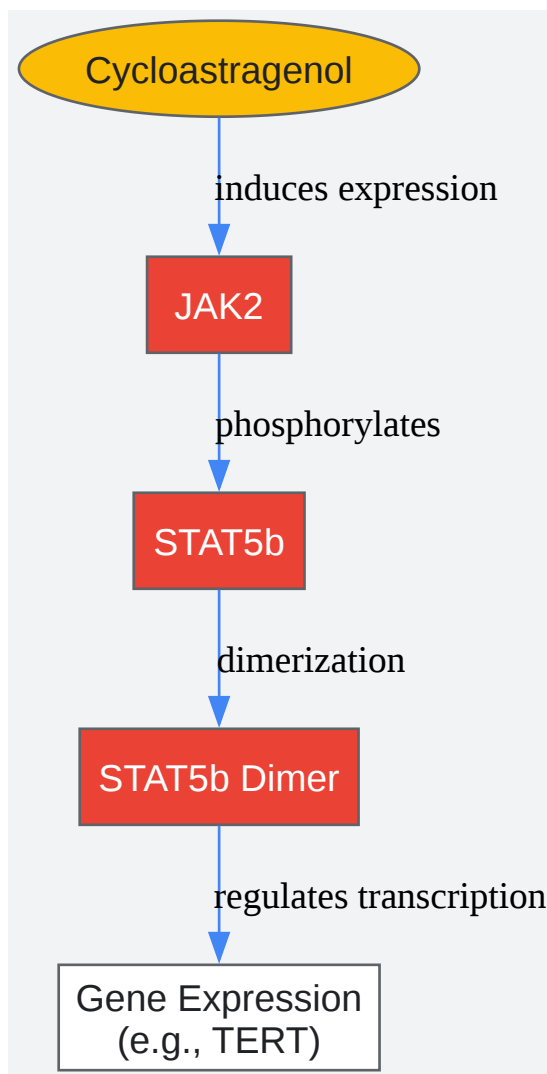 Cycloastragenol
induces expression
JAK2
phosphorylates
STAT5b
dimerization
STAT5b Dimer
regulates transcription
Gene Expression
(e.g., TERT)